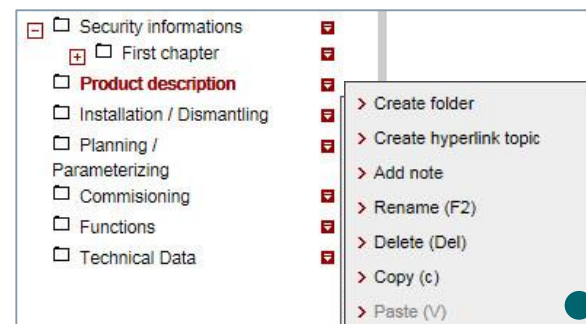 Security informations
First chapter
Product description
Installation / Dismantling
Planning /
Parameterizing
Commisioning
Functions
Technical Data
> Create folder
> Create hyperlink topic
> Add note
> Rename (F2)
> Delete (Del)
> Copy (c)
> Paste (V)